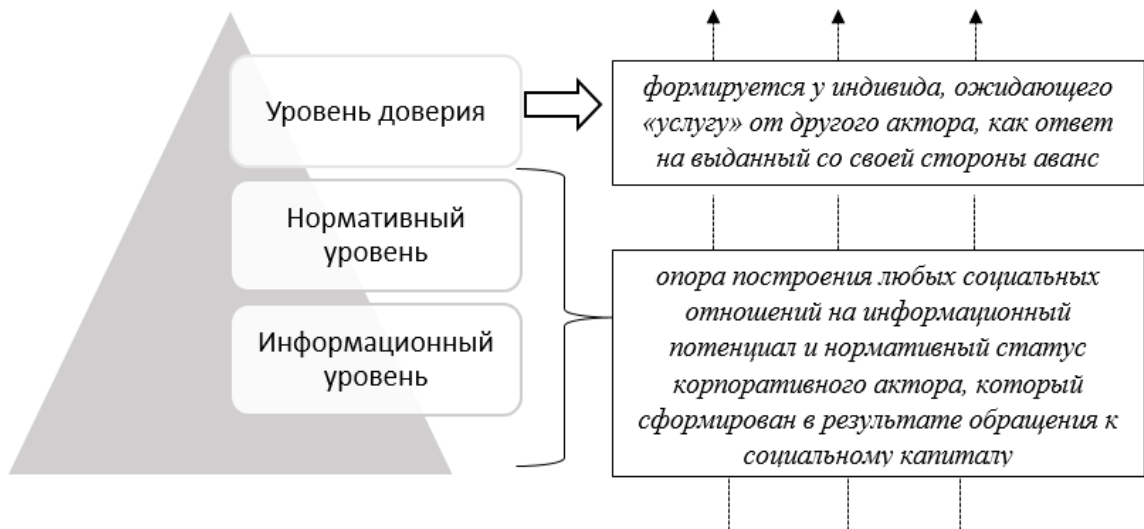 Уровень доверия
формируется у индивида, ожидающего
«услугу» от другого актора, как ответ
на выданный со своей стороны аванс
Нормативный
уровень
Информационный
уровень
опора построения любых социальных
отношений на информационный
потенциал и нормативный статус
корпоративного актора, который
сформирован в результате обращения к
социальному капиталу